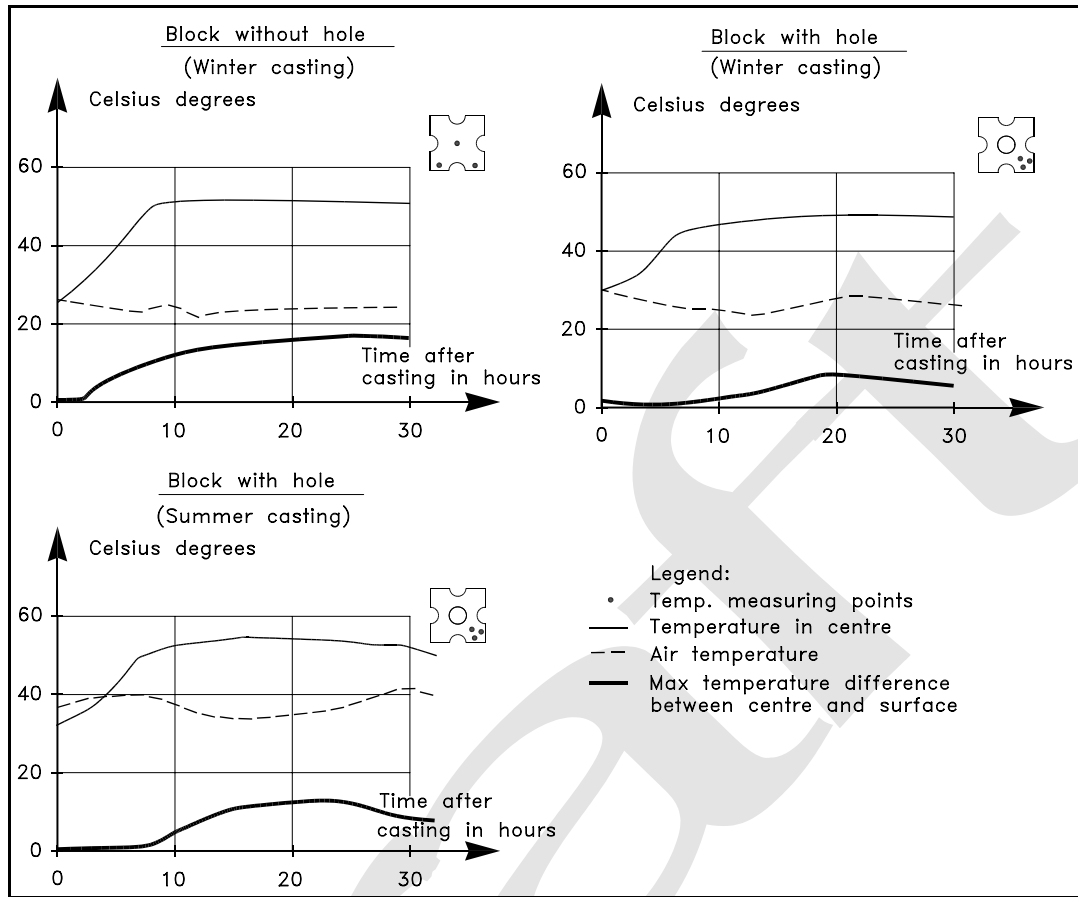 Block without hole
(Winter casting)
Celsius degrees
60
40
20
0
Time after
casting in hours
0 10 20 30
Block with hole
(Winter casting)
Celsius degrees
60
40
20
0
Time after
casting in hours
0 10 20 30
Block with hole
(Summer casting)
Celsius degrees
60
40
20
0
Time after
casting in hours
0 10 20 30
Legend:
Temp. measuring points
Temperature in centre
Air temperature
Max temperature difference
between centre and surface
aft